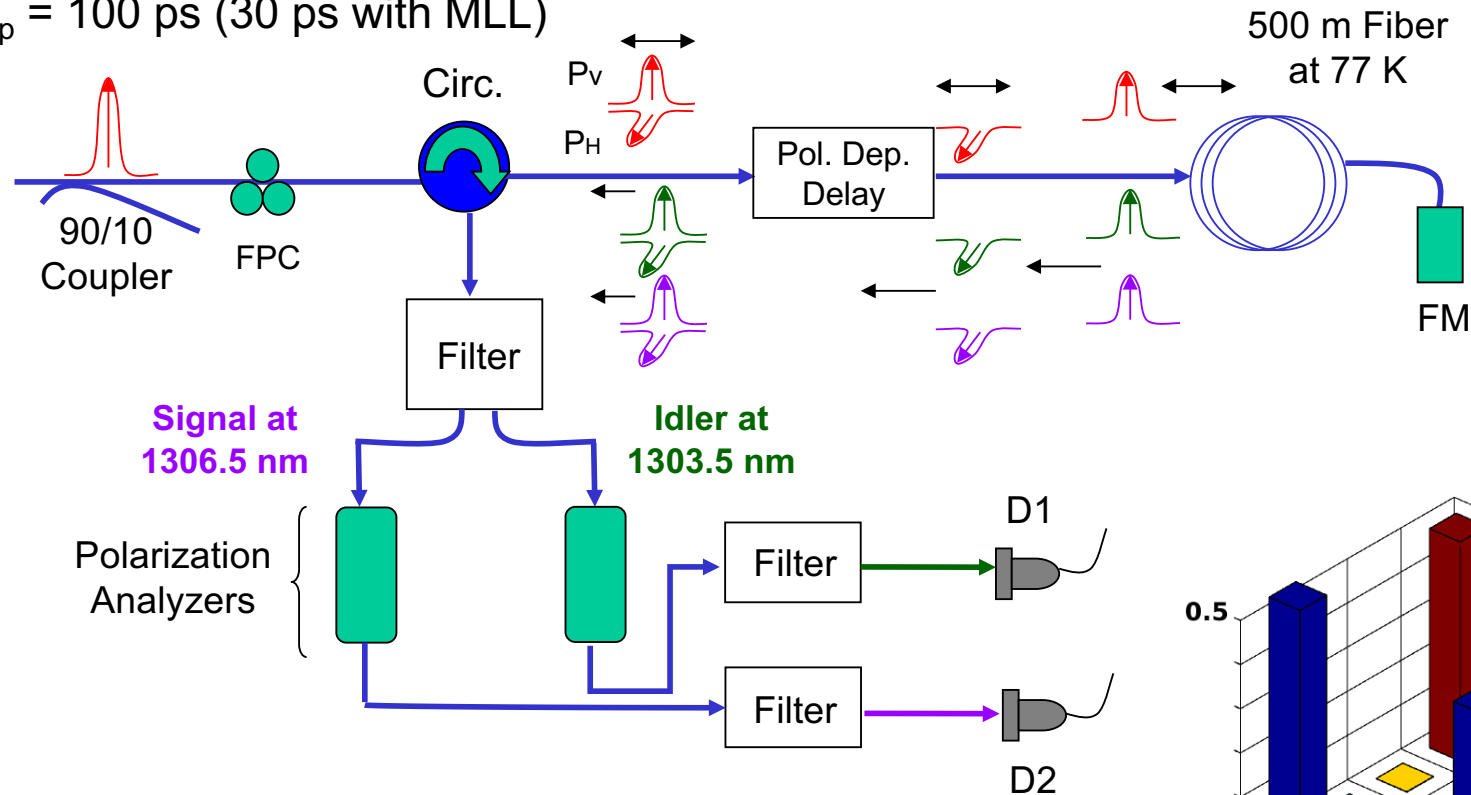 p = 100 ps (30 ps with MLL)
500 m Fiber
at 77 K
Circ.
PV
PH
Pol. Dep.
Delay
90/10
Coupler
FPC
FM
Filter
Signal at
1306.5 nm
Idler at
1303.5 nm
Polarization
Analyzers
Filter
D1
0.5
Filter
D2